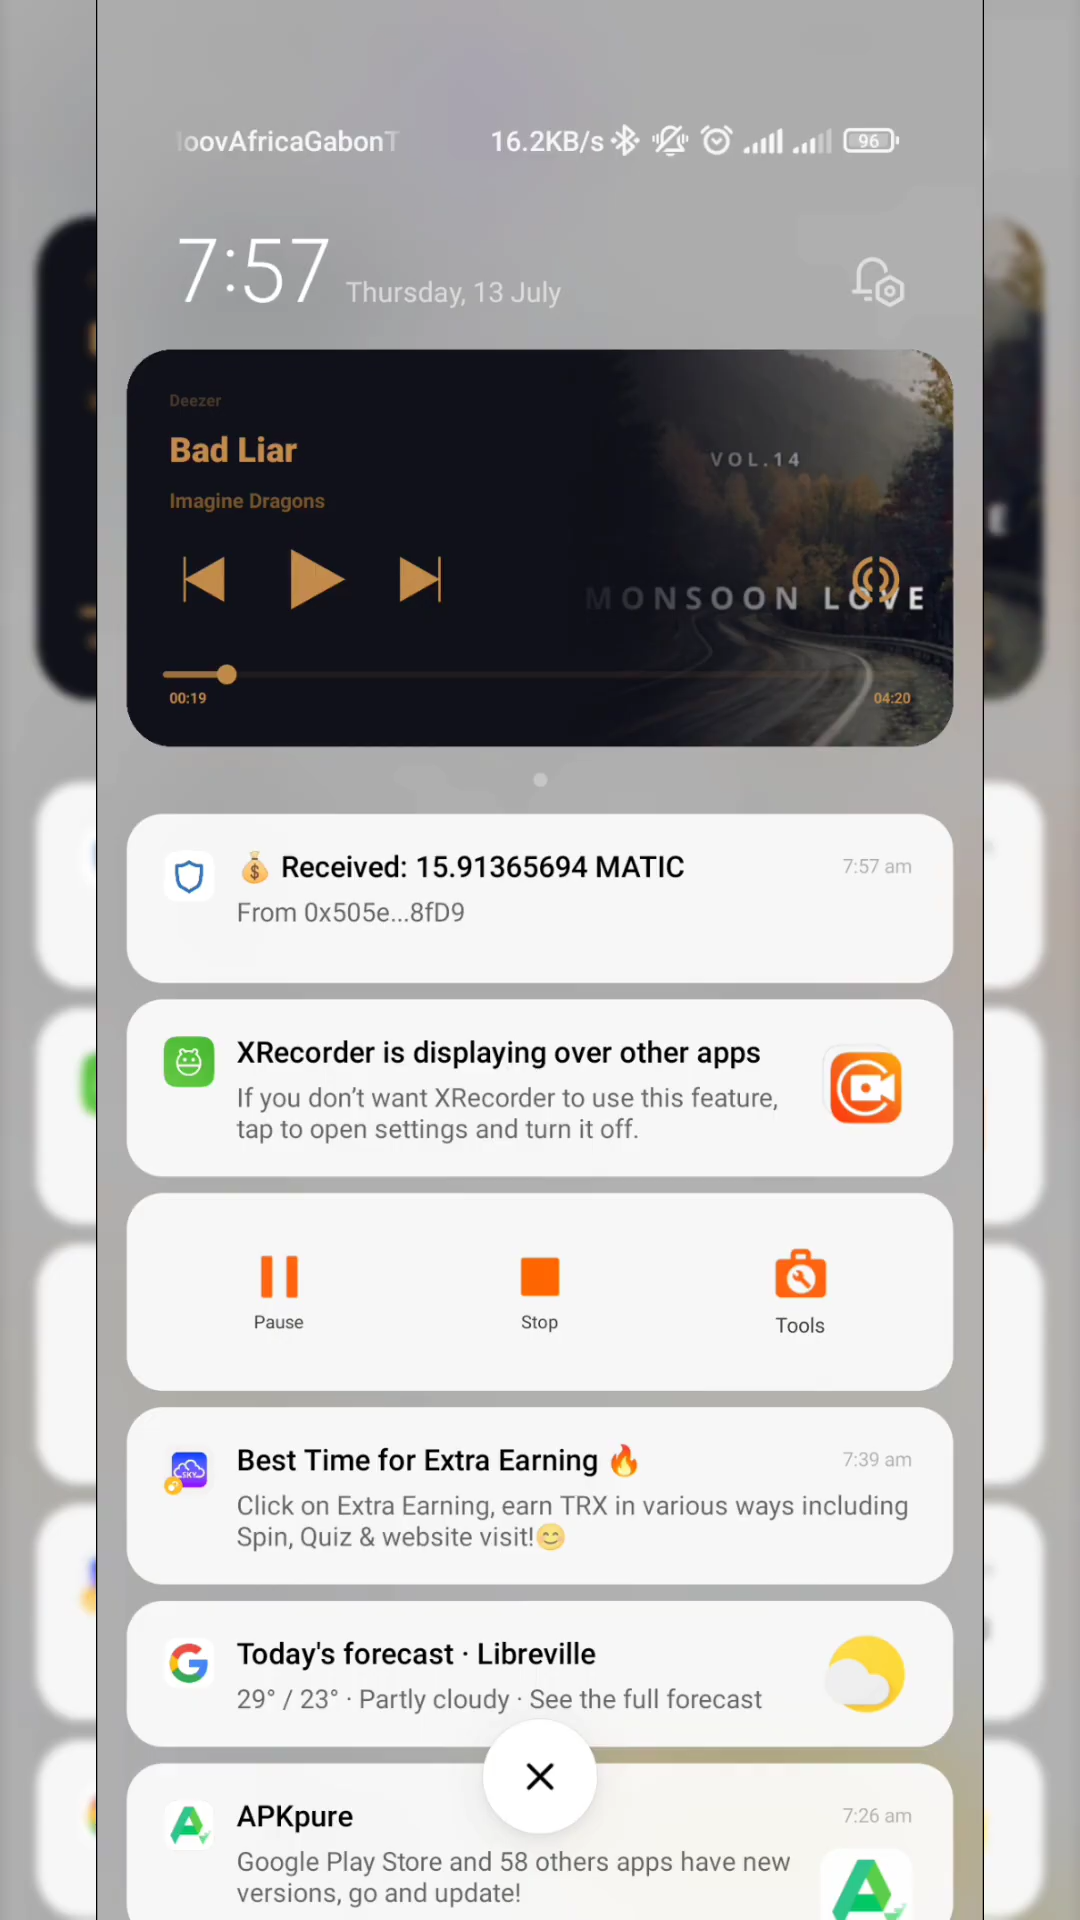 oovAfricaGabonT 16.2KB/s 96
7:57 Thursday, 13 July
Deezer
Bad Liar
VOL.14
Imagine Dragons
MONSOON LOVE
00:19 04:20
💰 Received: 15.91365694 MATIC 7:57 am
From 0x505e...8fD9
XRecorder is displaying over other apps
If you don't want XRecorder to use this feature,
tap to open settings and turn it off.
Pause Stop Tools
SKY
Best Time for Extra Earning 🔥 7:39 am
Click on Extra Earning, earn TRX in various ways including
Spin, Quiz & website visit!😊
Today's forecast · Libreville
29° / 23° · Partly cloudy · See the full forecast
APKpure 7:26 am
Google Play Store and 58 others apps have new
versions, go and update!